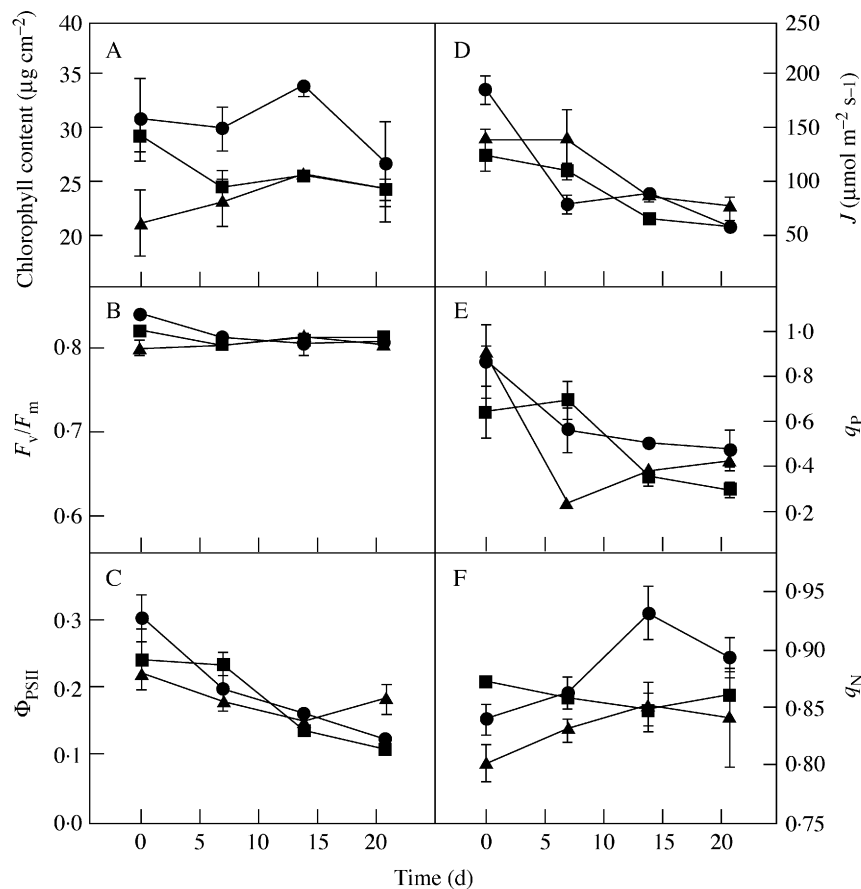 A
40
35
30
25
20
Chlorophyll content (µg cm−2)
D
250
200
150
100
50
J (µmol m−2 s–1)
B
0·8
0·7
0·6
Fv/Fm
E
1·0
0·8
0·6
0·4
0·2
qP
C
0·3
0·2
0·1
0·0
ΦPSII
F
0·95
0·90
0·85
0·80
0·75
qN
0 5 10 15 20
0 5 10 15 20
Time (d)